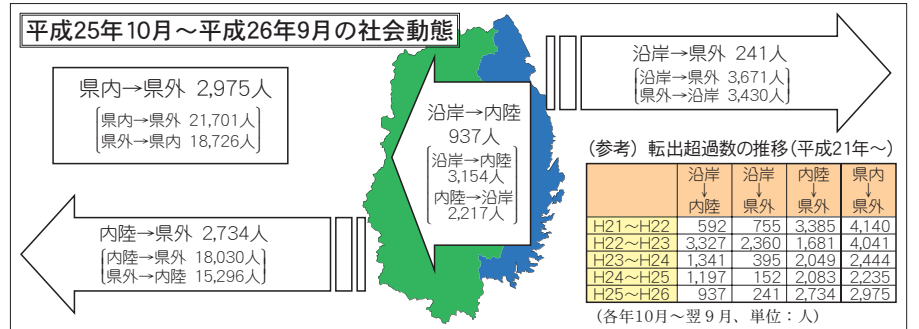 平成25年10月～平成26年9月の社会動態
県内→県外 2,975人
県内→県外 21,701人
県外→県内 18,726人
沿岸→県外 241人
沿岸→県外 3,671人
県外→沿岸 3,430人
沿岸→内陸
937人
沿岸→内陸
3,154人
内陸→沿岸
2,217人
内陸→県外 2,734人
内陸→県外 18,030人
県外→内陸 15,296人
(参考) 転出超過数の推移(平成21年～)
沿岸↓内陸 沿岸↓県外 内陸↓県外 県内↓県外
H21～H22 592 755 3,385 4,140
H22～H23 3,327 2,360 1,681 4,041
H23～H24 1,341 395 2,049 2,444
H24～H25 1,197 152 2,083 2,235
H25～H26 937 241 2,734 2,975
(各年10月～翌9月、単位：人)